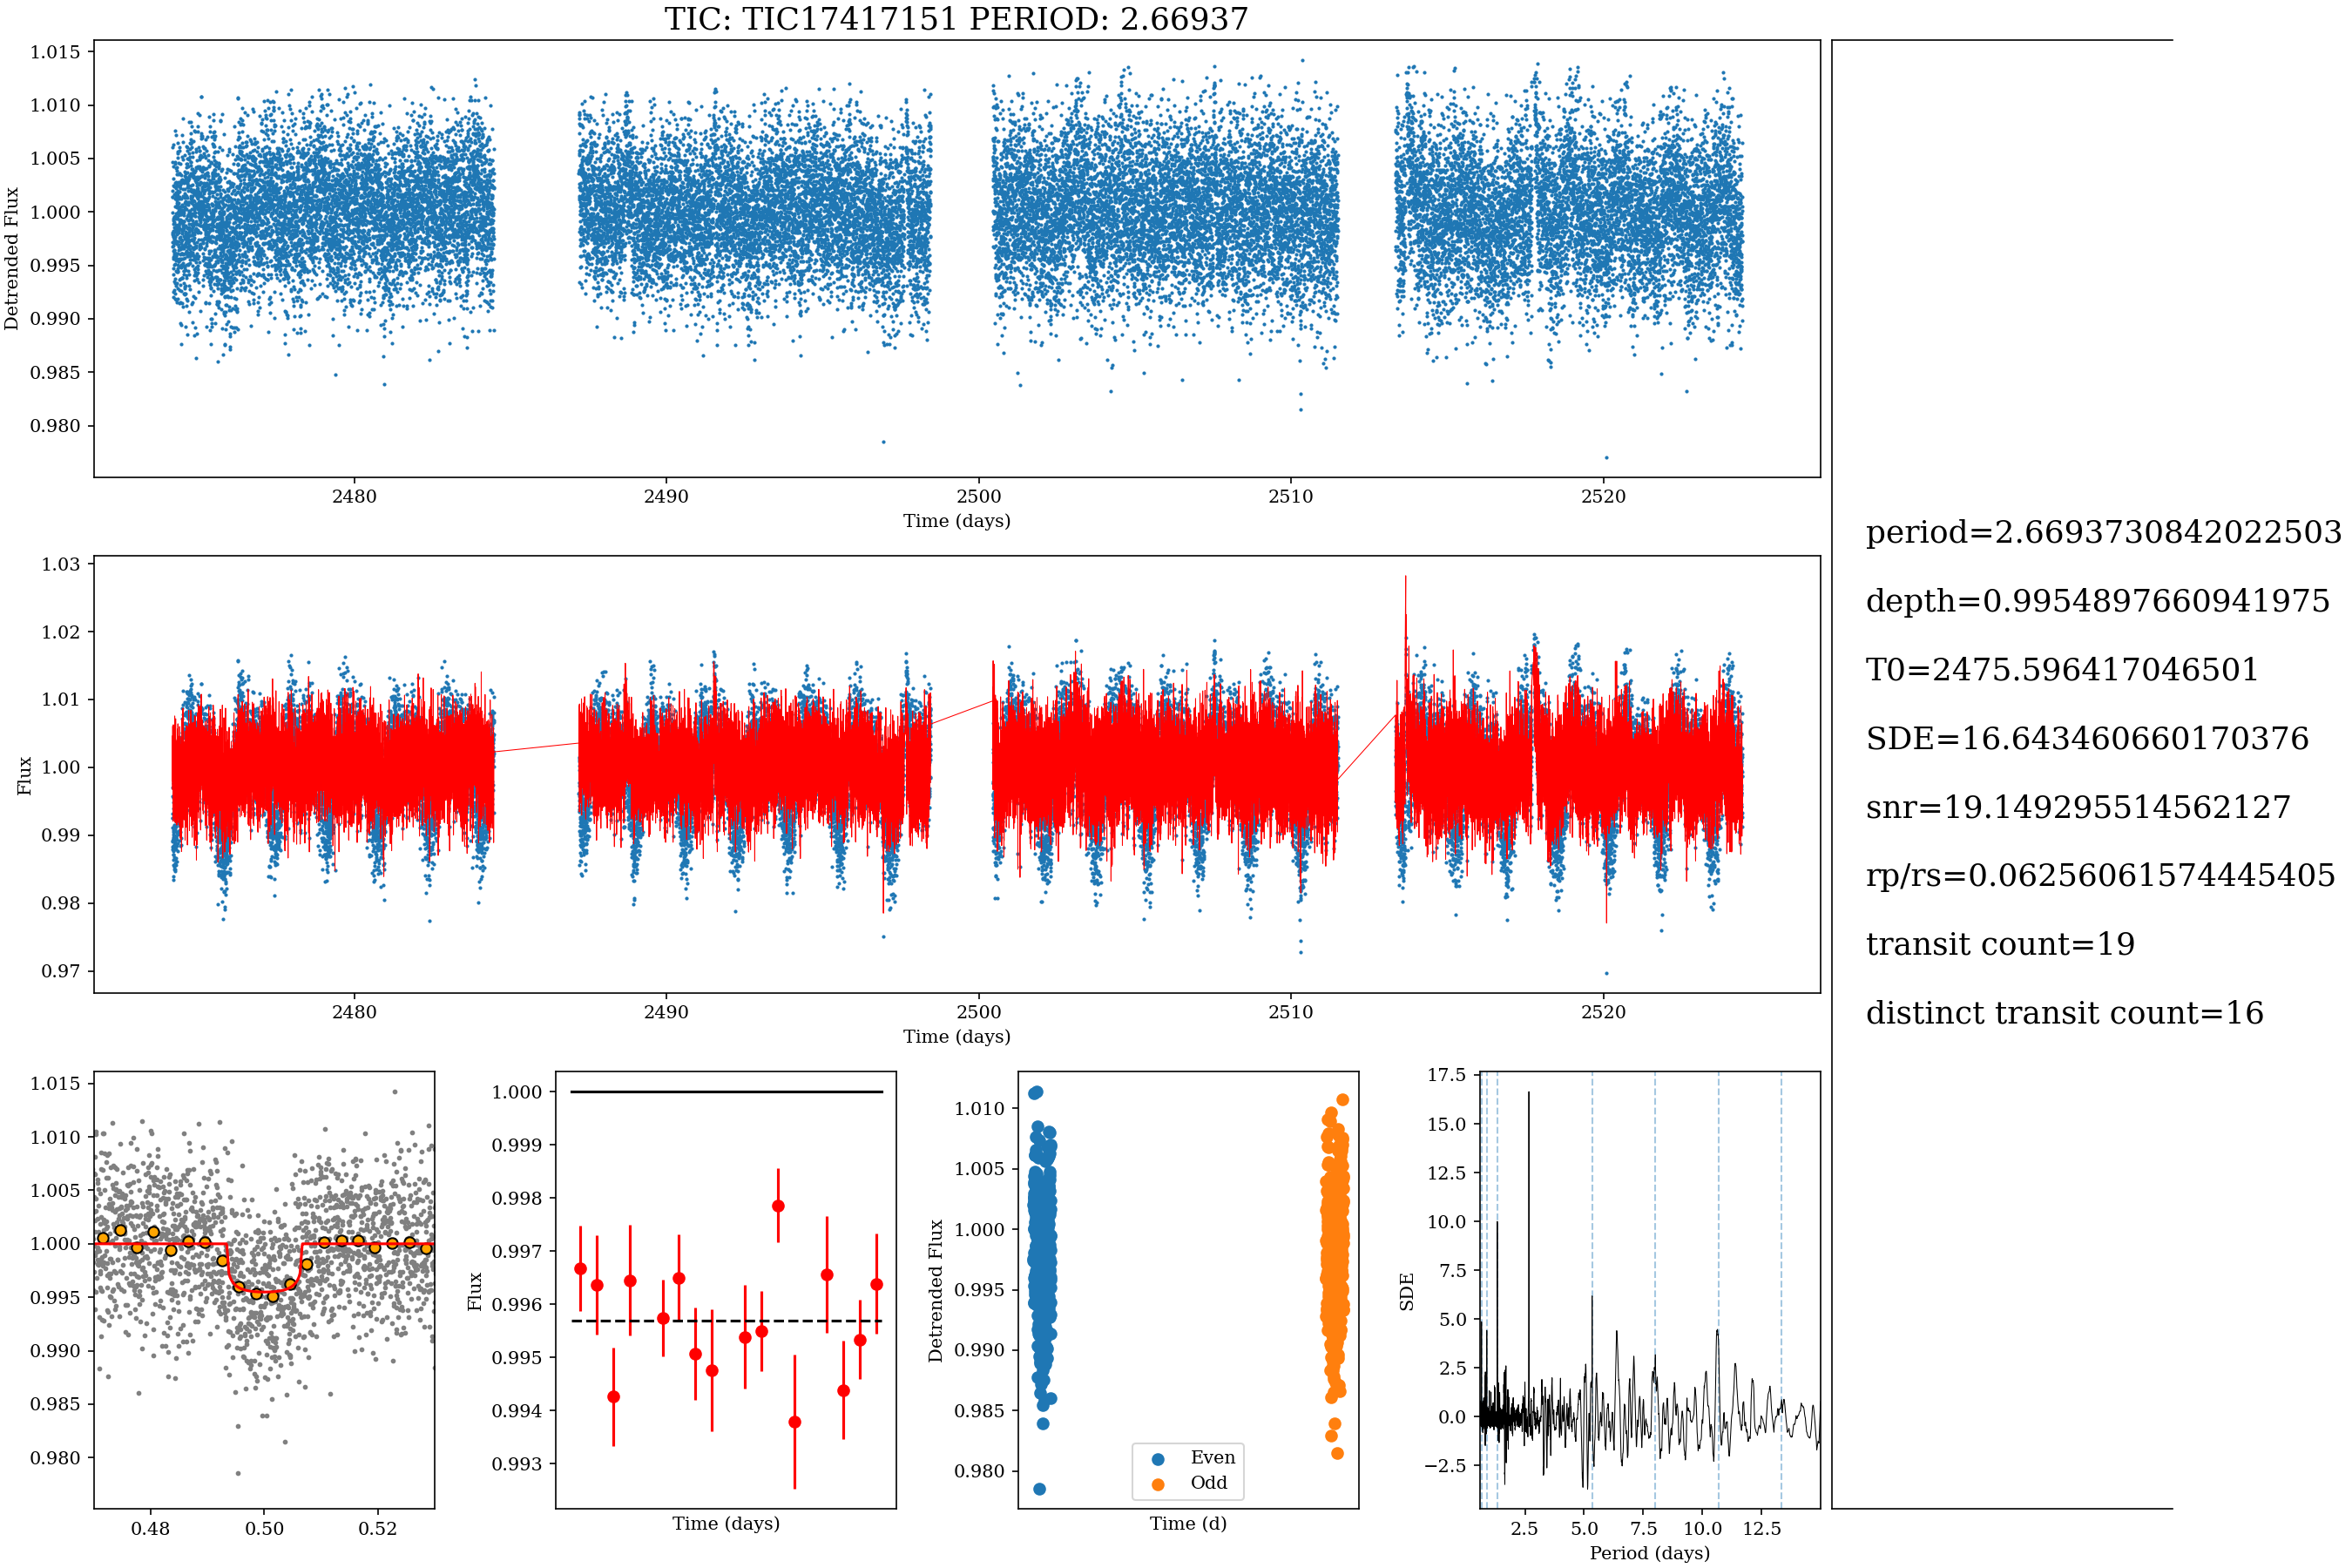 TIC: TIC17417151 PERIOD: 2.66937
1.015
1.010
1.005
1.000
0.995
0.990
0.985
0.980
Detrended Flux
2480 2490 2500 2510 2520
Time (days)
1.03
1.02
1.01
1.00
0.99
0.98
0.97
Flux
2480 2490 2500 2510 2520
Time (days)
period=2.6693730842022503
depth=0.9954897660941975
T0=2475.596417046501
SDE=16.643460660170376
snr=19.149295514562127
rp/rs=0.06256061574445405
transit count=19
distinct transit count=16
1.015
1.010
1.005
1.000
0.995
0.990
0.985
0.980
0.48 0.50 0.52
1.000
0.999
0.998
0.997
0.996
0.995
0.994
0.993
Flux
Time (days)
1.010
1.005
1.000
0.995
0.990
0.985
0.980
Detrended Flux
Even
Odd
Time (d)
17.5
15.0
12.5
10.0
7.5
5.0
2.5
0.0
−2.5
SDE
2.5 5.0 7.5 10.0 12.5
Period (days)